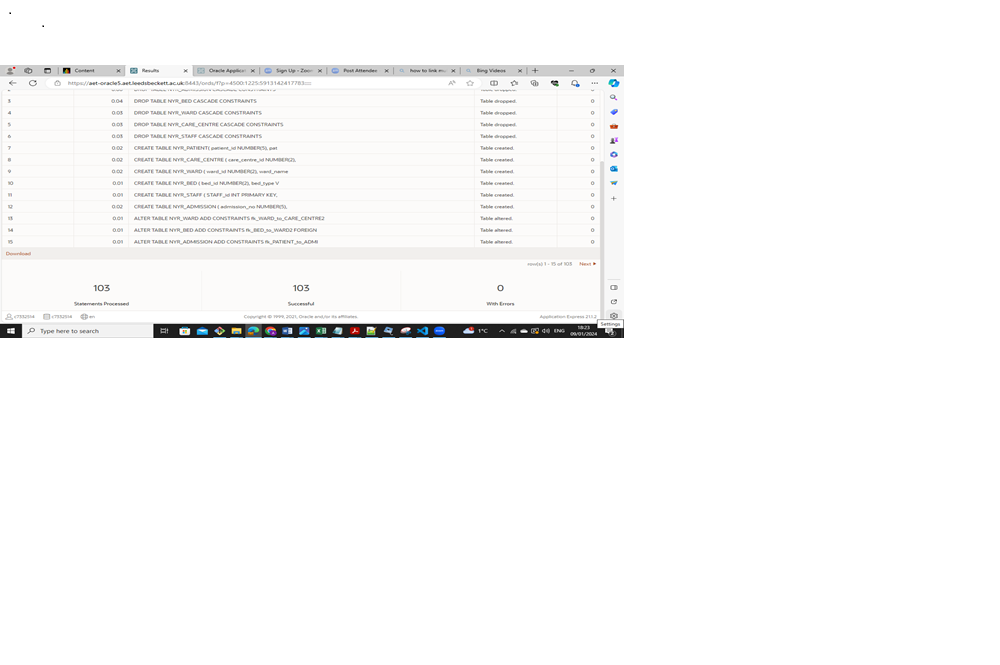 Content
Results
Oracle Applicat
Sign Up - Zoom
Post Attendee
how to link m
Bing Videos
https://aet-oracle5.aet.leedsbeckett.ac.uk:8443/ords/f?p=4500:1225:5913142417783:::::
3 0.04 DROP TABLE NYR_BED CASCADE CONSTRAINTS Table dropped. 0
4 0.03 DROP TABLE NYR_WARD CASCADE CONSTRAINTS Table dropped. 0
5 0.03 DROP TABLE NYR_CARE_CENTRE CASCADE CONSTRAINTS Table dropped. 0
6 0.03 DROP TABLE NYR_STAFF CASCADE CONSTRAINTS Table dropped. 0
7 0.02 CREATE TABLE NYR_PATIENT( patient_id NUMBER(5), pat Table created. 0
8 0.02 CREATE TABLE NYR_CARE_CENTRE ( care_centre_id NUMBER(2), Table created. 0
9 0.02 CREATE TABLE NYR_WARD ( ward_id NUMBER(2), ward_name Table created. 0
10 0.01 CREATE TABLE NYR_BED ( bed_id NUMBER(2), bed_type V Table created. 0
11 0.01 CREATE TABLE NYR_STAFF ( STAFF_id INT PRIMARY KEY, Table created. 0
12 0.02 CREATE TABLE NYR_ADMISSION ( admission_no NUMBER(5), Table created. 0
13 0.01 ALTER TABLE NYR_WARD ADD CONSTRAINTS fk_WARD_to_CARE_CENTRE2 Table altered. 0
14 0.01 ALTER TABLE NYR_BED ADD CONSTRAINTS fk_BED_to_WARD2 FOREIGN Table altered. 0
15 0.01 ALTER TABLE NYR_ADMISSION ADD CONSTRAINTS fk_PATIENT_to_ADMI Table altered. 0
Download
row(s) 1 - 15 of 103 Next
103 103 0
Statements Processed Successful With Errors
c7552514 c7552514 en Copyright © 1999, 2021, Oracle and/or its affiliates. Application Express 21.1.2
Settings
Type here to search
1°C ENG 18:23
09/01/2024